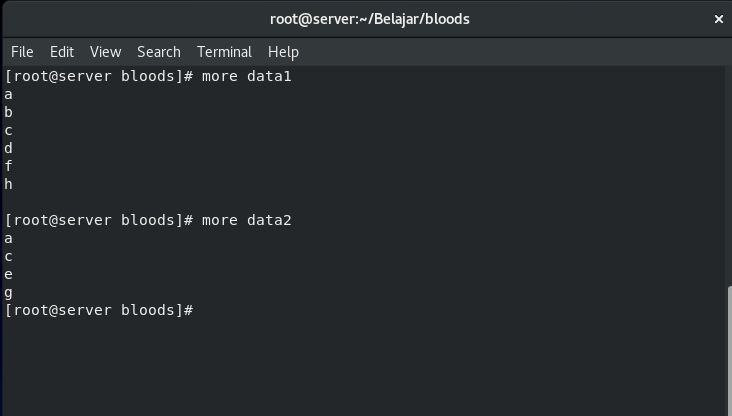 root@server:~/Belajar/bloods ×
File Edit View Search Terminal Help
[root@server bloods]# more data1
a
b
c
d
f
h

[root@server bloods]# more data2
a
c
e
g
[root@server bloods]#